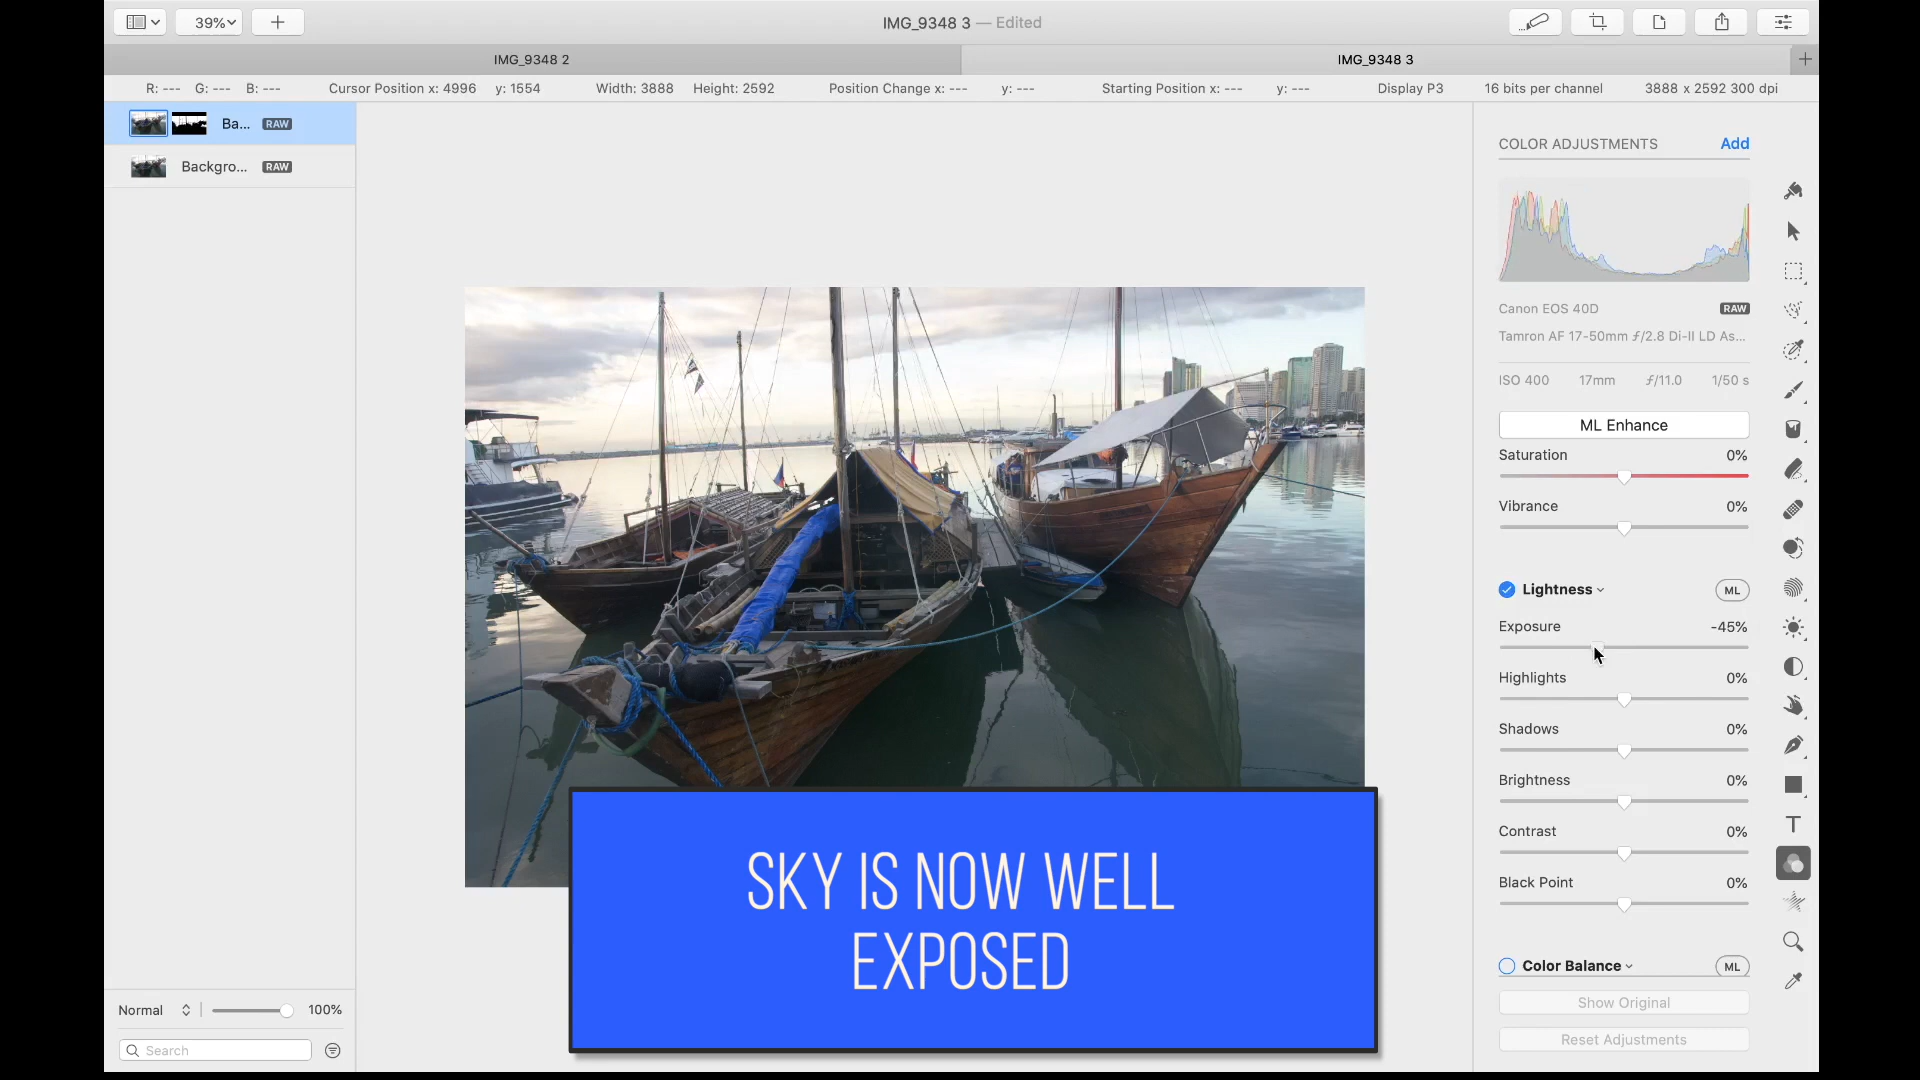 39%
IMG_9348 3 — Edited
IMG_9348 2
IMG_9348 3
R: --- G: --- B: --- Cursor Position x: 4996 y: 1554 Width: 3888 Height: 2592 Position Change x: --- y: --- Starting Position x: --- y: --- Display P3 16 bits per channel 3888 x 2592 300 dpi
Ba... RAW
Backgro... RAW
COLOR ADJUSTMENTS Add
Canon EOS 40D RAW
Tamron AF 17-50mm ƒ/2.8 Di-II LD As...
ISO 400 17mm ƒ/11.0 1/50 s
ML Enhance
Saturation 0%
Vibrance 0%
Lightness ML
Exposure -45%
Highlights 0%
Shadows 0%
Brightness 0%
Contrast 0%
Black Point 0%
Color Balance ML
Show Original
Reset Adjustments
SKY IS NOW WELL
EXPOSED
Normal 100%
Search